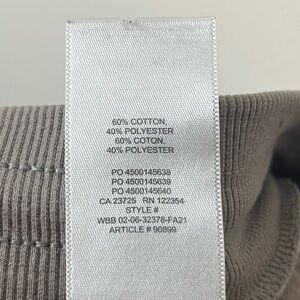 60% COTTON,
40% POLYESTER
60% COTON,
40% POLYESTER
PO 4500145638
PO 4500145639
PO 4500145640
CA 23725 RN 122354
STYLE #
WBB 02-06-32378-FA21
ARTICLE # 90899